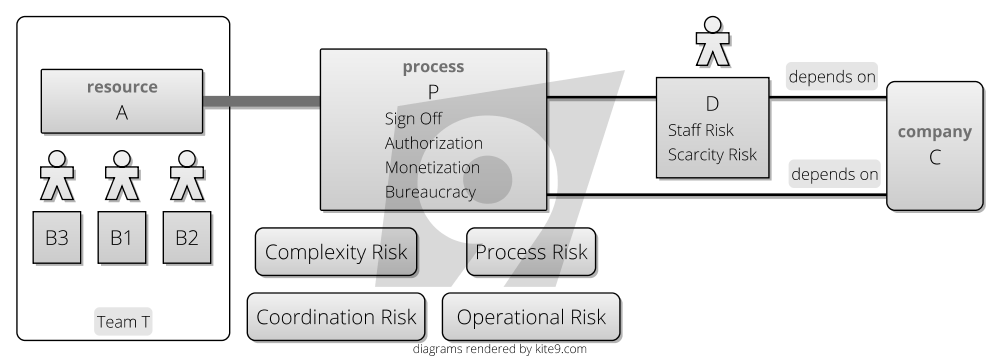 resource
A
B3
B1
B2
Team T
process
P
Sign Off
Authorization
Monetization
Bureaucracy
D
Staff Risk
Scarcity Risk
depends on
depends on
company
C
Complexity Risk
Process Risk
Coordination Risk
Operational Risk
diagrams rendered by kite9.com